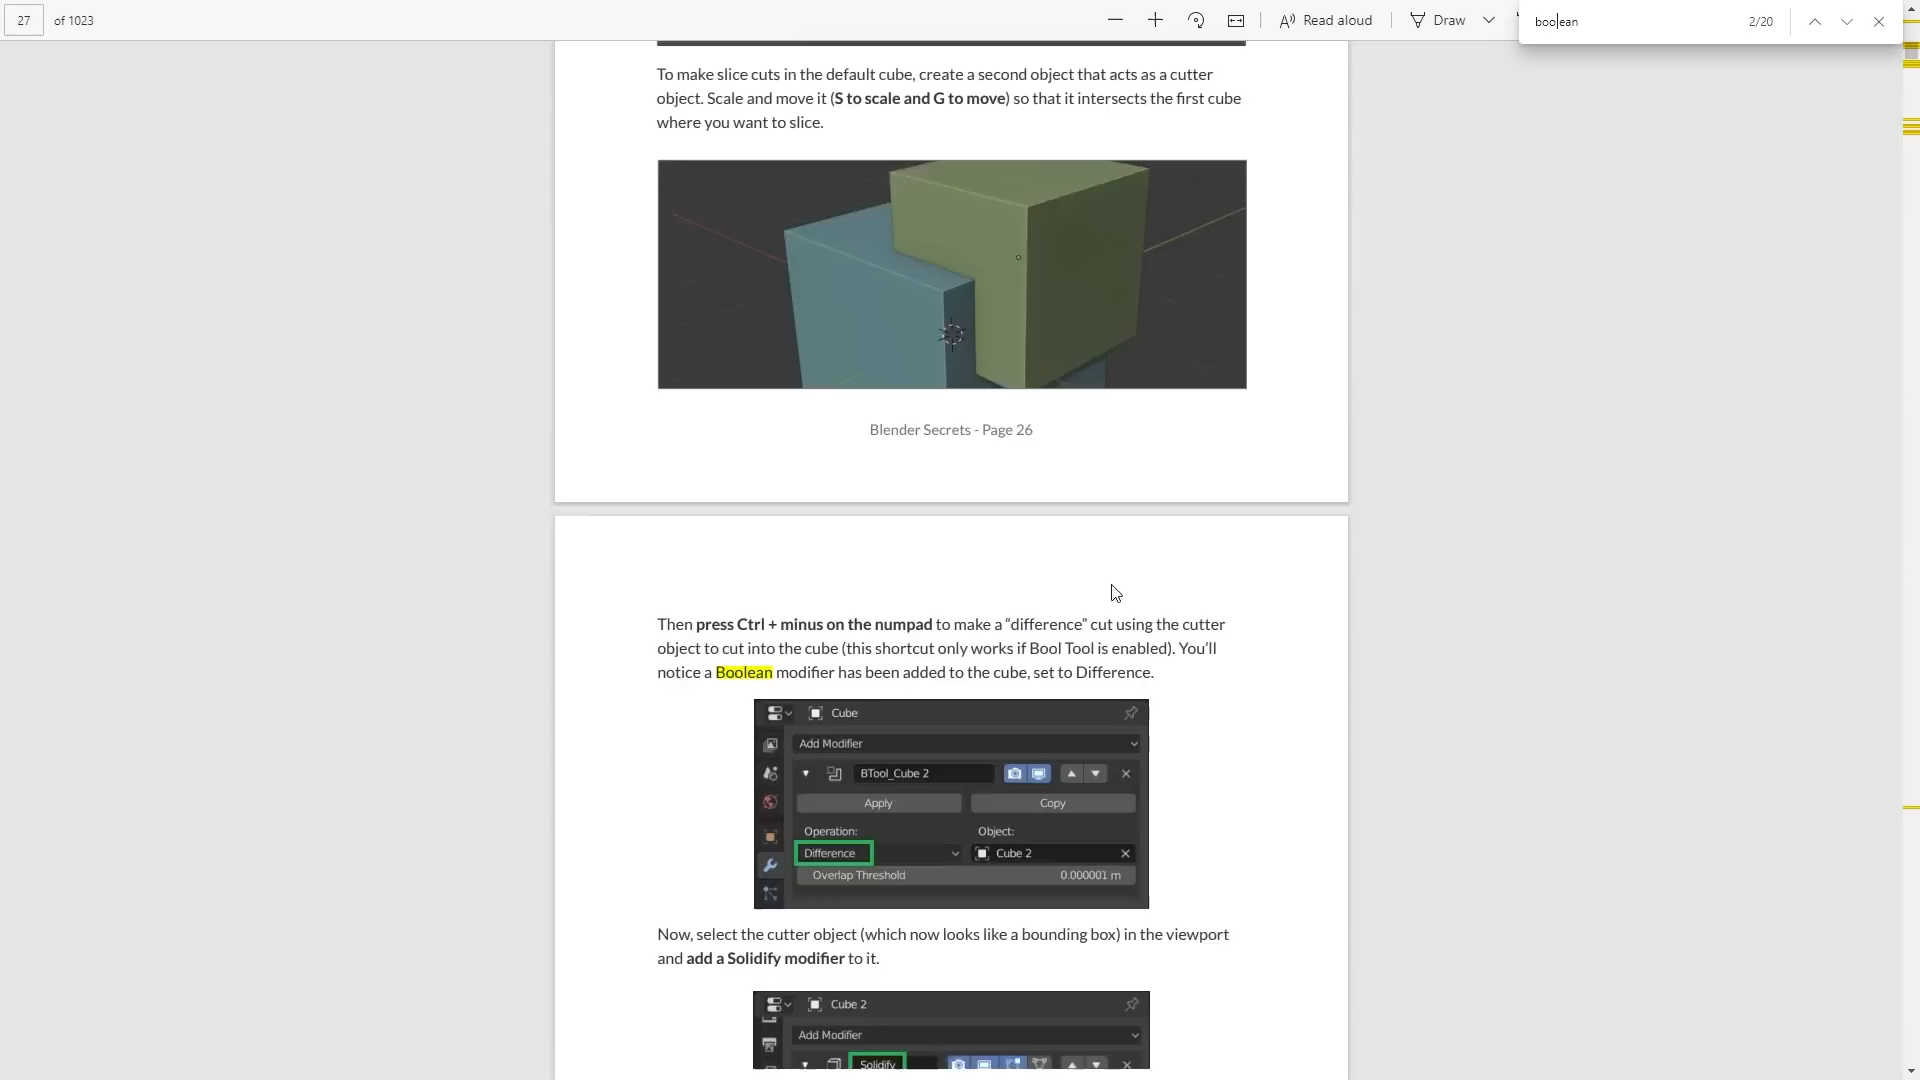 27 of 1023 Read aloud Draw boolean 2/20
To make slice cuts in the default cube, create a second object that acts as a cutter
object. Scale and move it (S to scale and G to move) so that it intersects the first cube
where you want to slice.
Blender Secrets - Page 26
Then press Ctrl + minus on the numpad to make a “difference” cut using the cutter
object to cut into the cube (this shortcut only works if Bool Tool is enabled). You’ll
notice a Boolean modifier has been added to the cube, set to Difference.
Cube
Add Modifier
BTool_Cube 2
Apply Copy
Operation: Object:
Difference Cube 2
Overlap Threshold 0.000001 m
Now, select the cutter object (which now looks like a bounding box) in the viewport
and add a Solidify modifier to it.
Cube 2
Add Modifier
Solidify